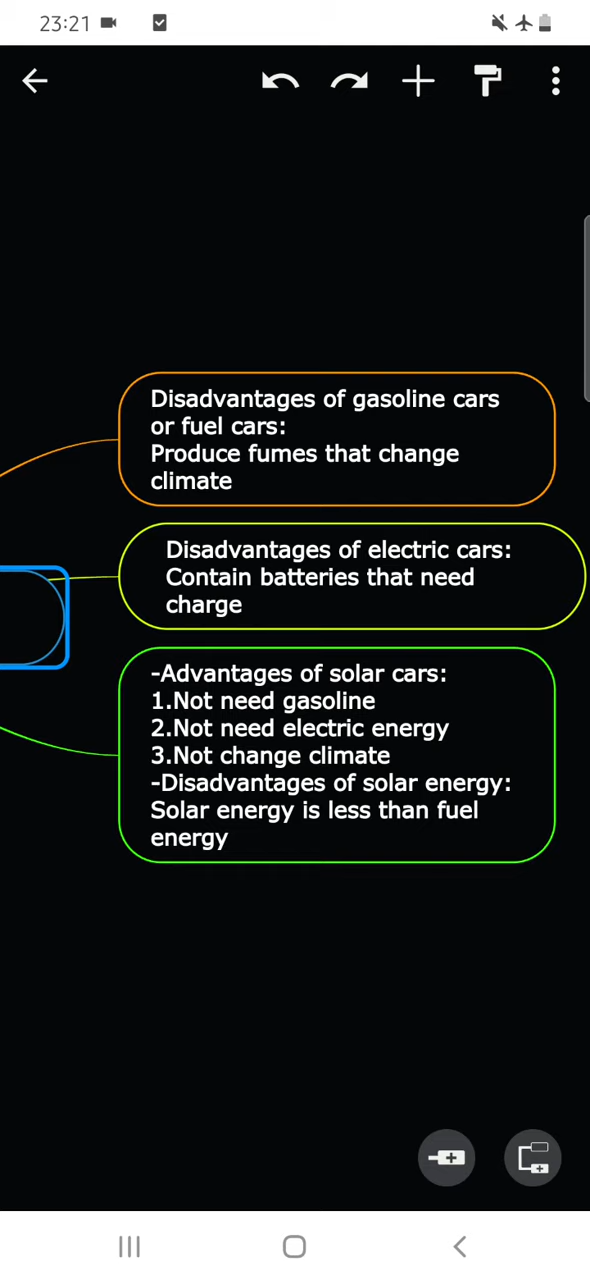 23:21
Disadvantages of gasoline cars
or fuel cars:
Produce fumes that change
climate
Disadvantages of electric cars:
Contain batteries that need
charge
-Advantages of solar cars:
1.Not need gasoline
2.Not need electric energy
3.Not change climate
-Disadvantages of solar energy:
Solar energy is less than fuel
energy